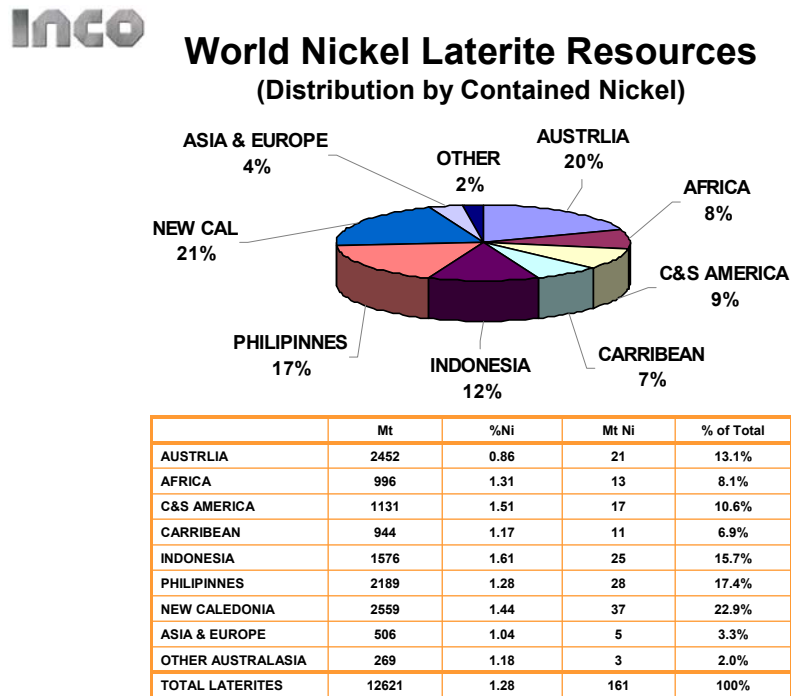 INCO
World Nickel Laterite Resources
(Distribution by Contained Nickel)
ASIA & EUROPE
4%
OTHER
2%
AUSTRLIA
20%
AFRICA
8%
NEW CAL
21%
C&S AMERICA
9%
PHILIPINNES
17%
INDONESIA
12%
CARRIBEAN
7%
Mt %Ni Mt Ni % of Total
AUSTRLIA 2452 0.86 21 13.1%
AFRICA 996 1.31 13 8.1%
C&S AMERICA 1131 1.51 17 10.6%
CARRIBEAN 944 1.17 11 6.9%
INDONESIA 1576 1.61 25 15.7%
PHILIPINNES 2189 1.28 28 17.4%
NEW CALEDONIA 2559 1.44 37 22.9%
ASIA & EUROPE 506 1.04 5 3.3%
OTHER AUSTRALASIA 269 1.18 3 2.0%
TOTAL LATERITES 12621 1.28 161 100%